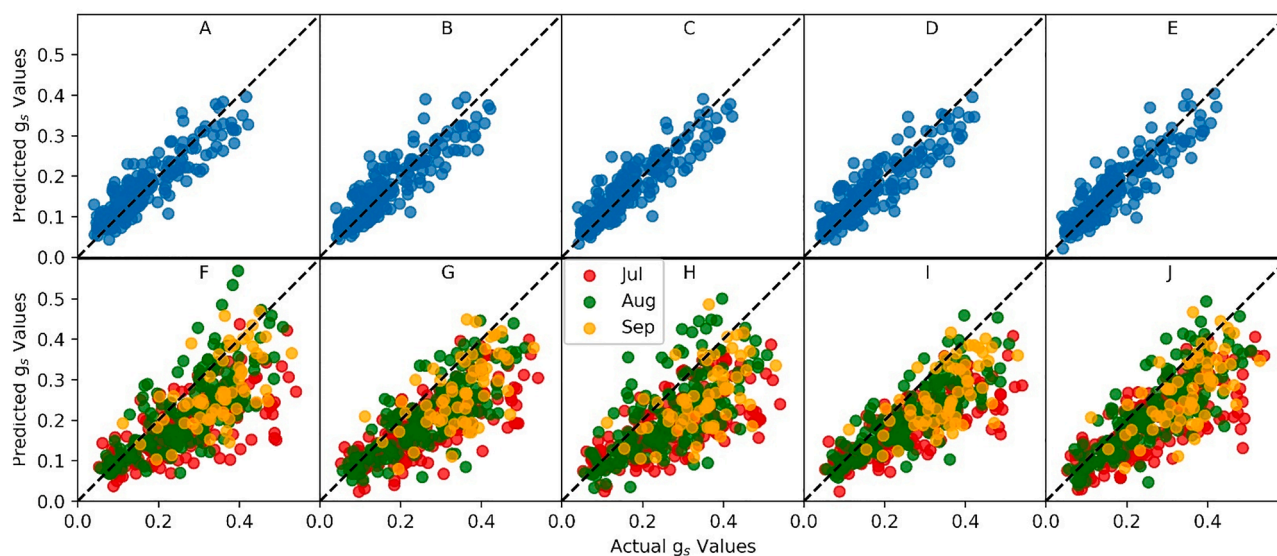 A B C D E
Predicted gₛ Values
0.5
0.4
0.3
0.2
0.1
0.0
F G H I J
Jul
Aug
Sep
Predicted gₛ Values
0.5
0.4
0.3
0.2
0.1
0.0
0.0 0.2 0.4 0.0 0.2 0.4 0.0 0.2 0.4 0.0 0.2 0.4 0.0 0.2 0.4
Actual gₛ Values